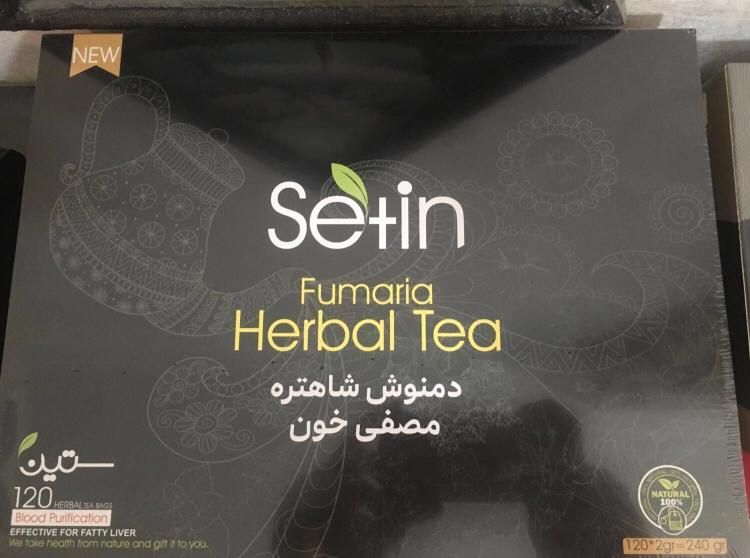 NEW
Setin
Fumaria
Herbal Tea
دمنوش شاهتره
مصفی خون
ستین
120 HERBAL TEA BAGS
Blood Purification
EFFECTIVE FOR FATTY LIVER
We take health from nature and gift it to you.
NATURAL
100%
120*2gr=240 gr